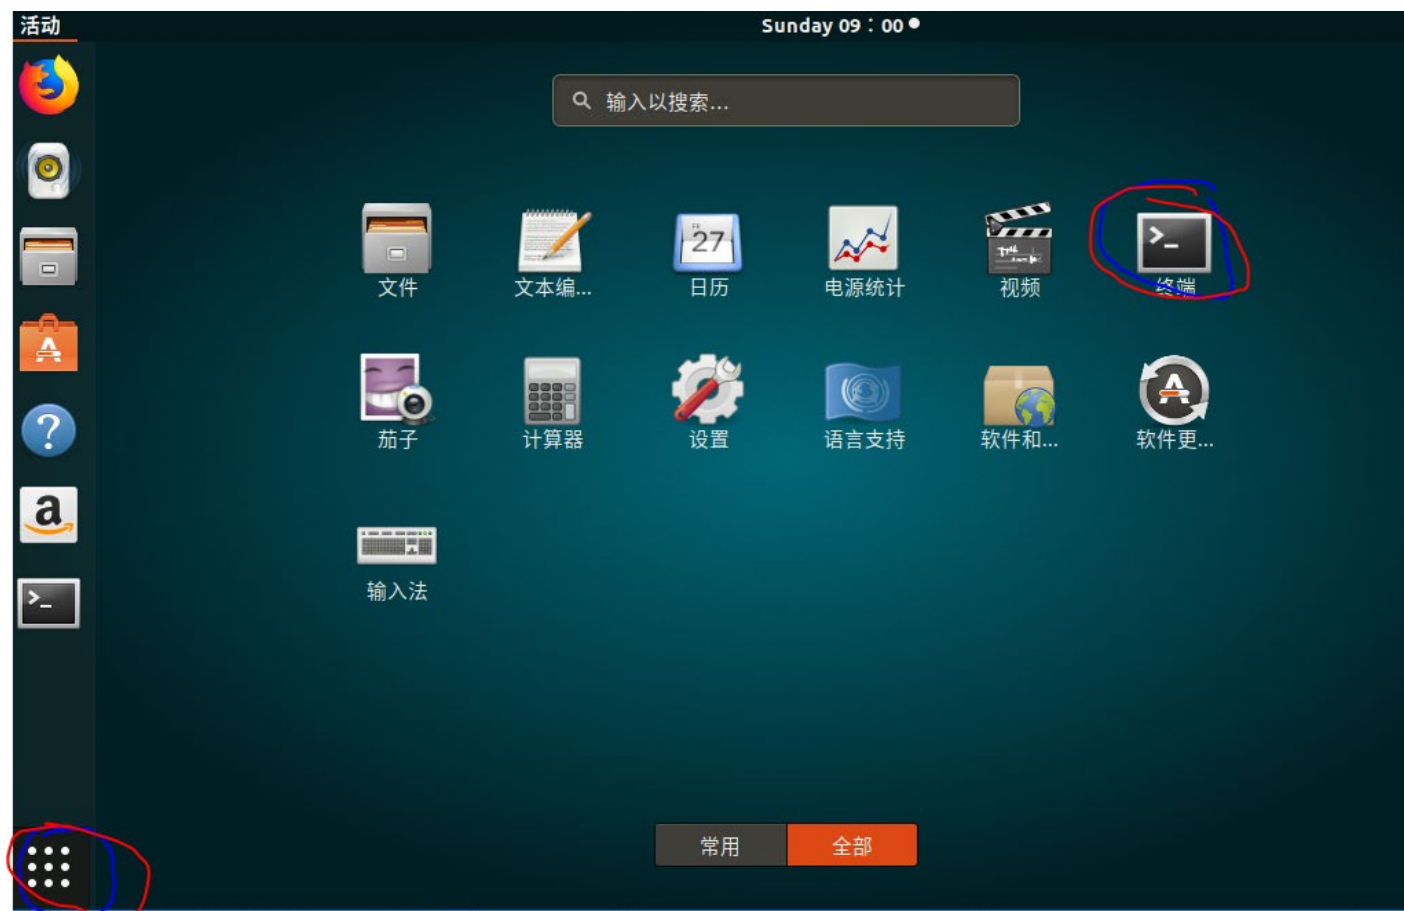 活动
Sunday 09：00
输入以搜索...
27
文件
文本编...
日历
电源统计
视频
终端
茄子
计算器
设置
语言支持
软件和...
软件更...
输入法
常用
全部